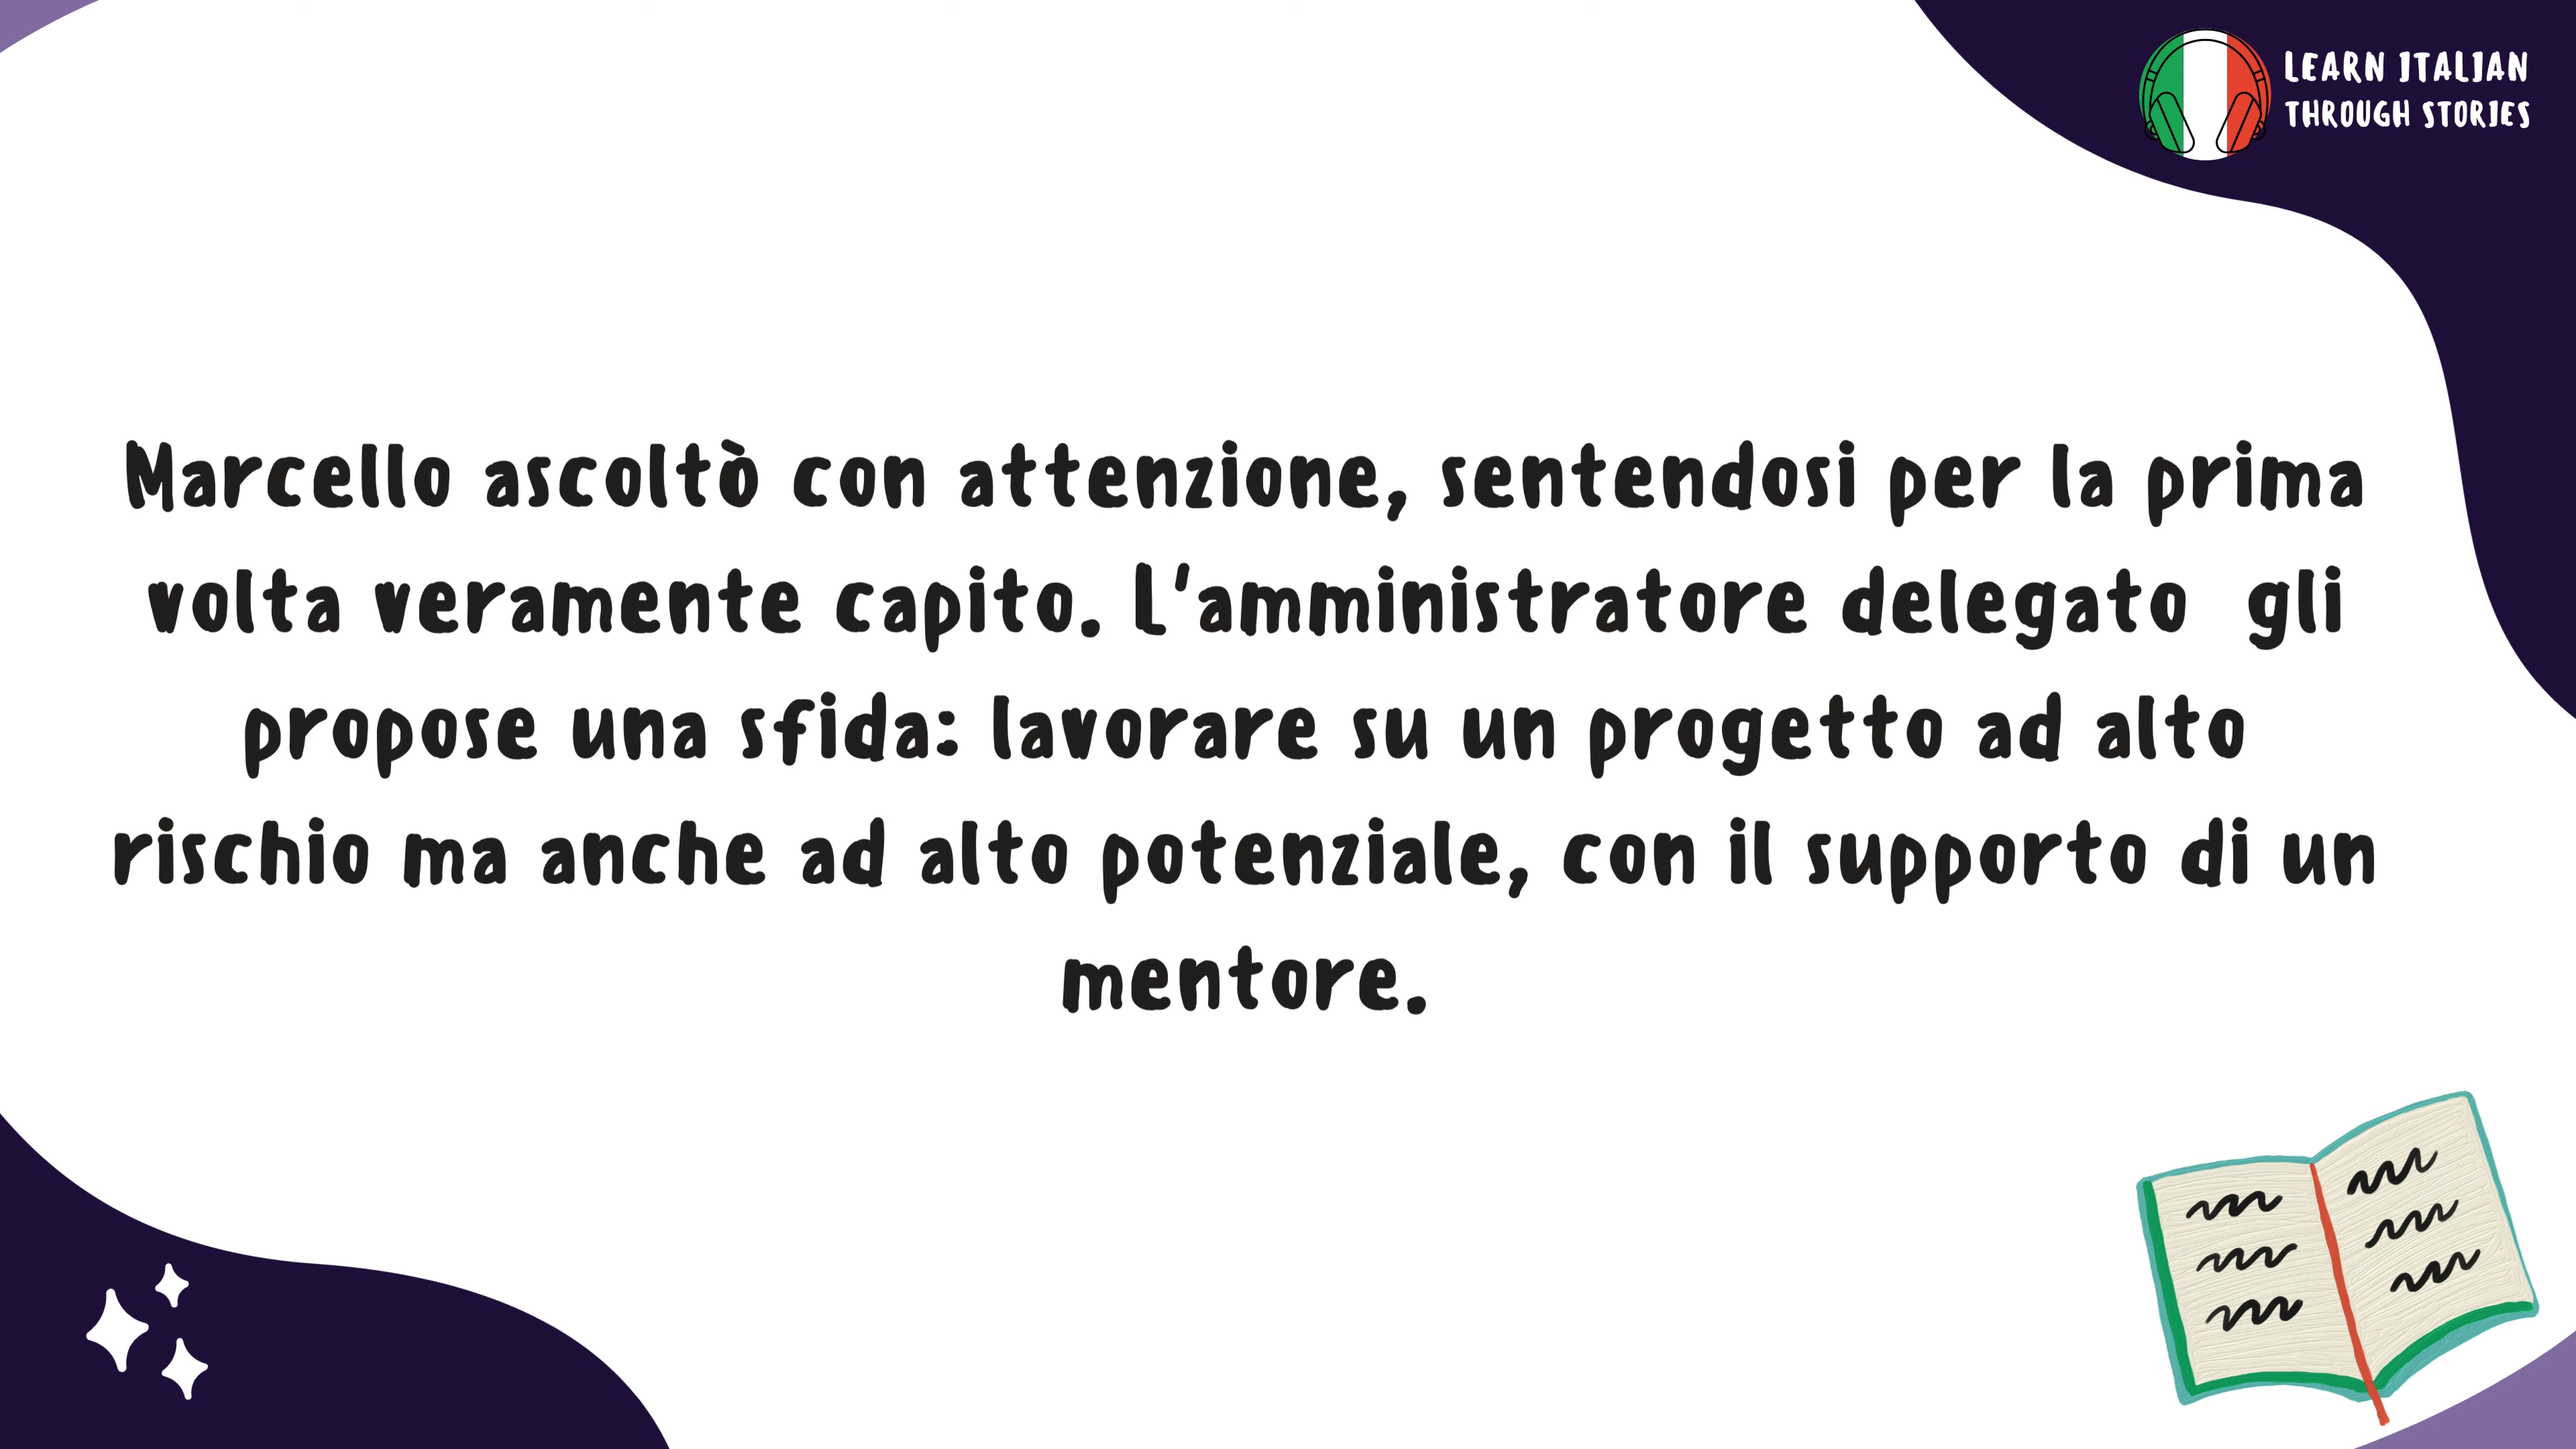 LEARN ITALIAN
THROUGH STORIES
Marcello ascoltò con attenzione, sentendosi per la prima
volta veramente capito. L'amministratore delegato  gli
propose una sfida: lavorare su un progetto ad alto
rischio ma anche ad alto potenziale, con il supporto di un
mentore.